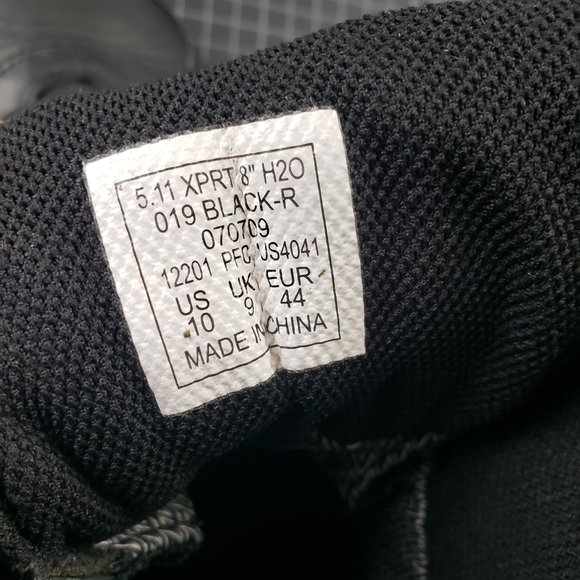 5.11 XPRT 8" H2O
019 BLACK-R
070709
12201 PFC US4041
US UK EUR
10 9 44
MADE IN CHINA